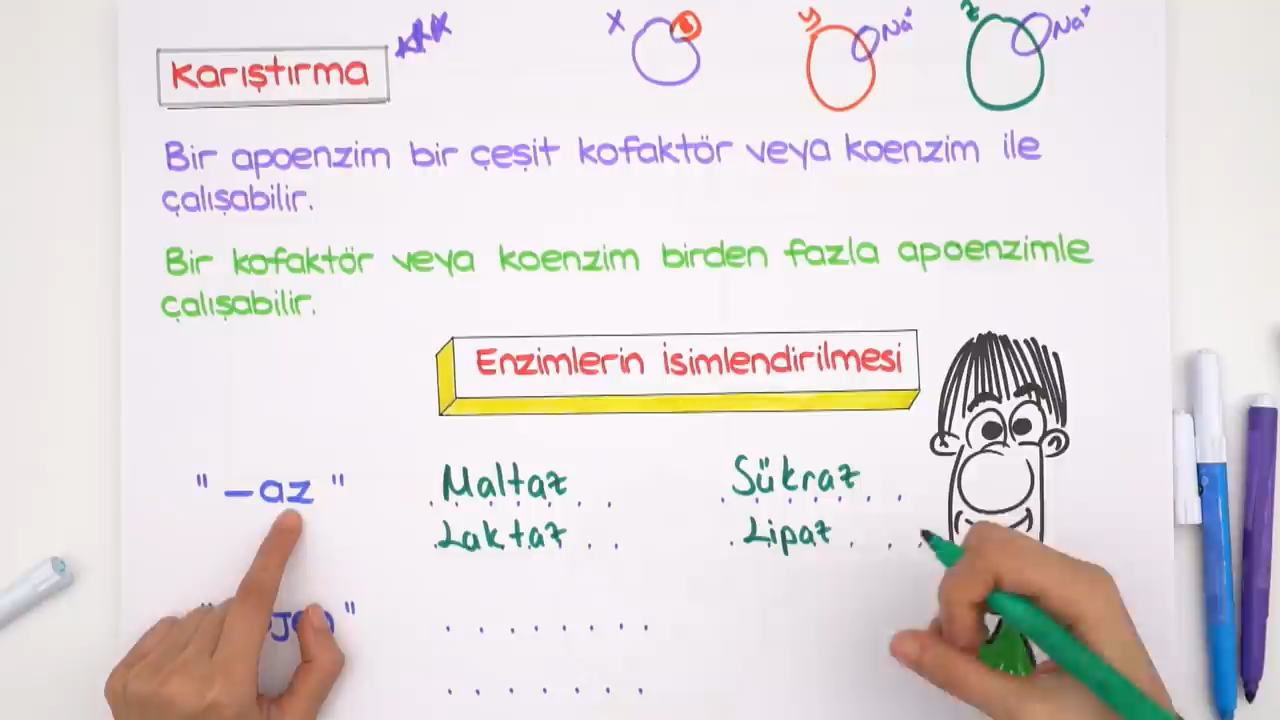 x
y
Na⁺
z
Na⁺
Karıştırma
Bir apoenzim bir çeşit kofaktör veya koenzim ile
çalışabilir.
Bir kofaktör veya koenzim birden fazla apoenzimle
çalışabilir.
Enzimlerin isimlendirilmesi
" –az "
Maltaz
Sükraz
Laktaz
Lipaz